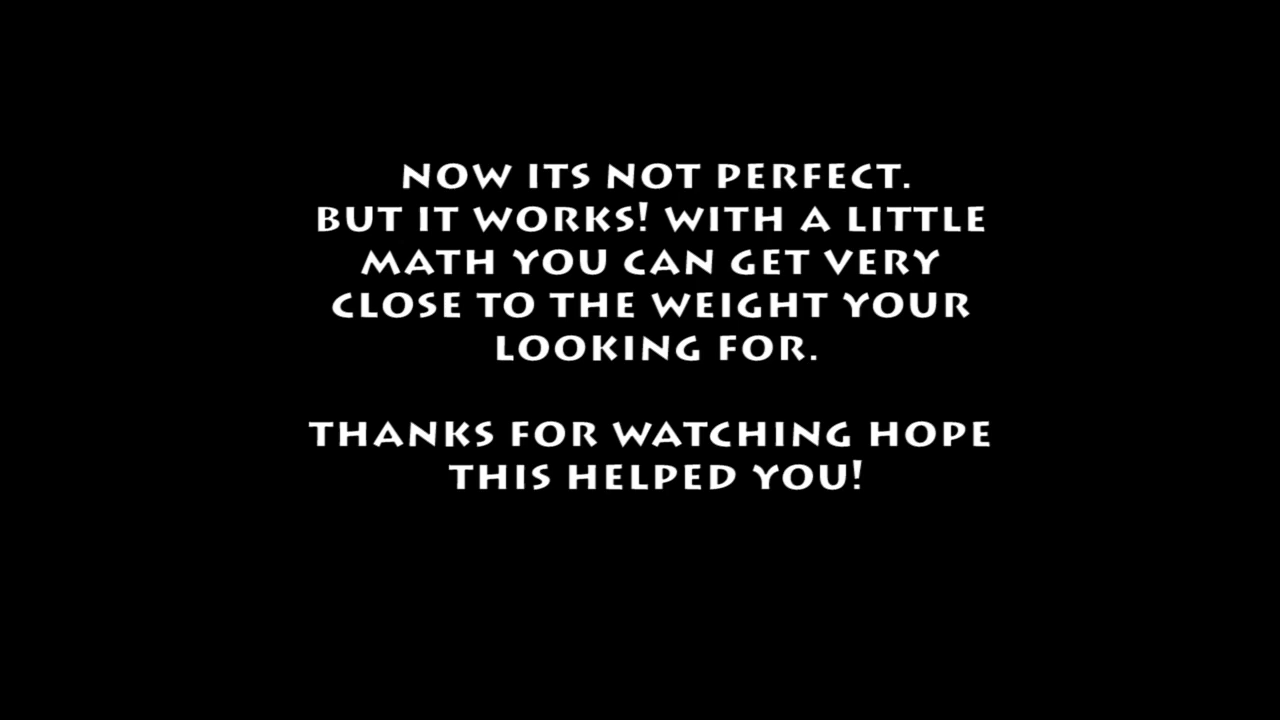 NOW ITS NOT PERFECT.
BUT IT WORKS! WITH A LITTLE
MATH YOU CAN GET VERY
CLOSE TO THE WEIGHT YOUR
LOOKING FOR.
THANKS FOR WATCHING HOPE
THIS HELPED YOU!